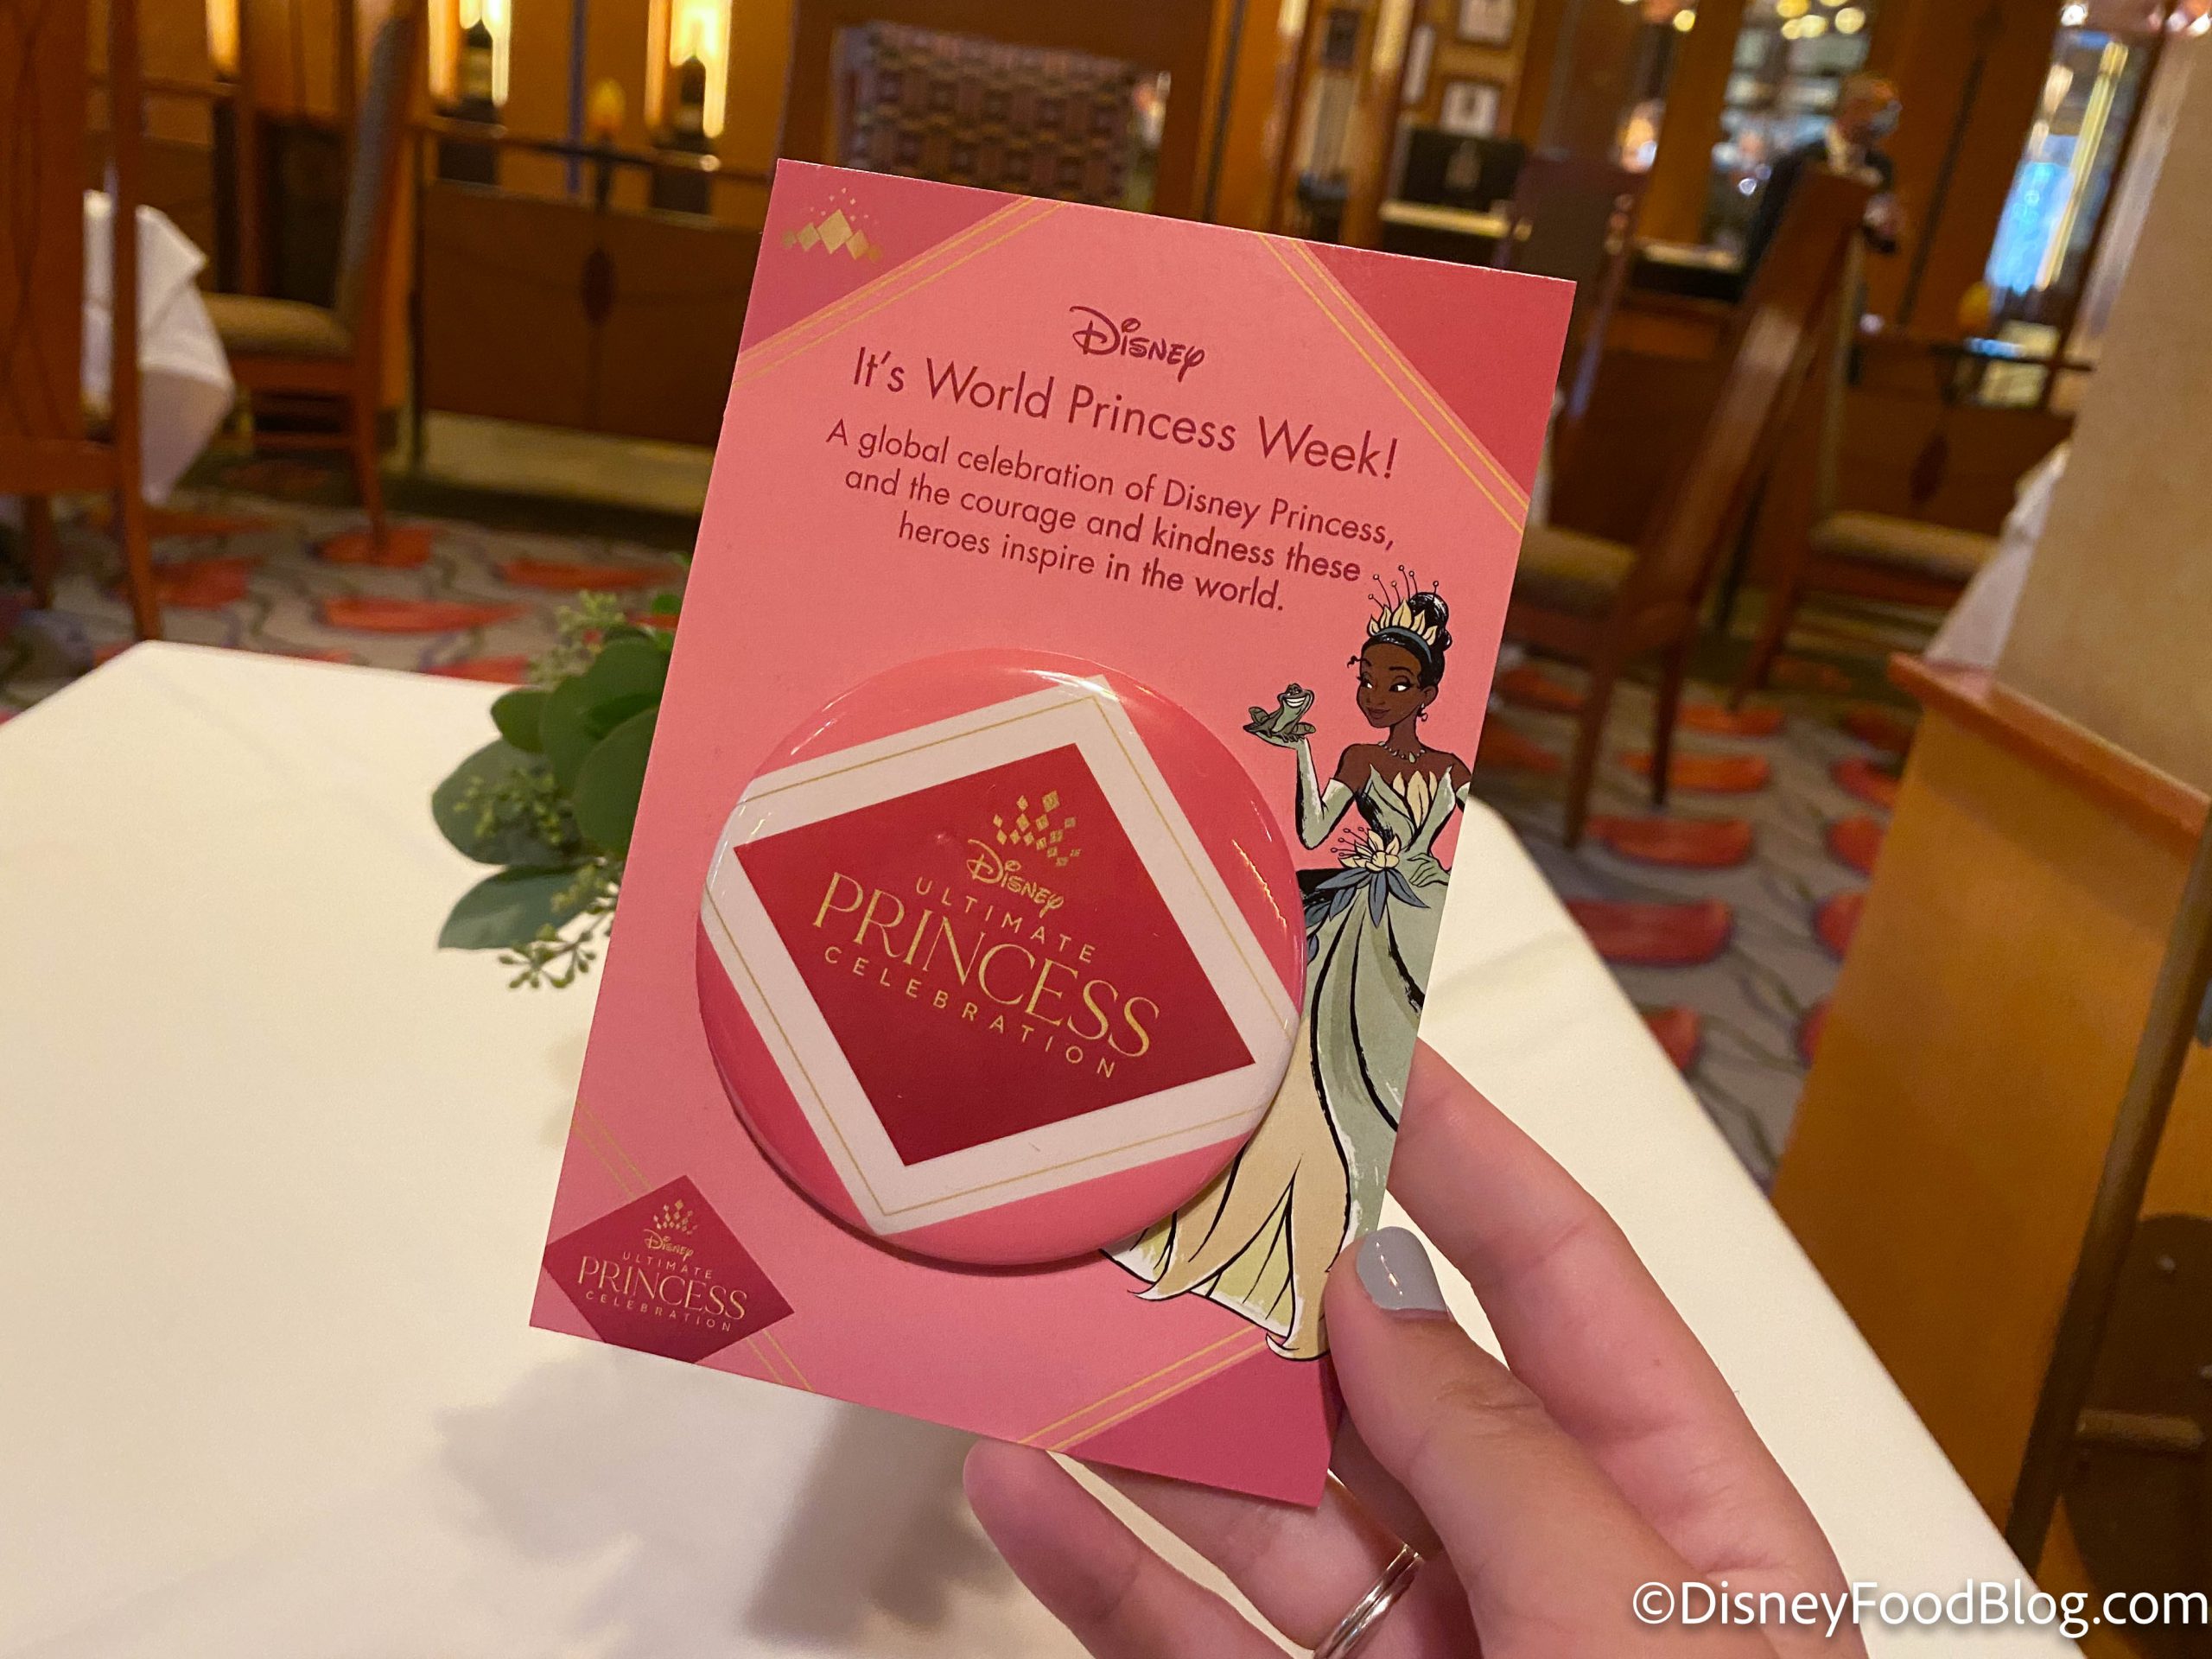 Disney
It's World Princess Week!
A global celebration of Disney Princess,
and the courage and kindness these
heroes inspire in the world.
Disney
ULTIMATE
PRINCESS
CELEBRATION
Disney
ULTIMATE
PRINCESS
CELEBRATION
©DisneyFoodBlog.com